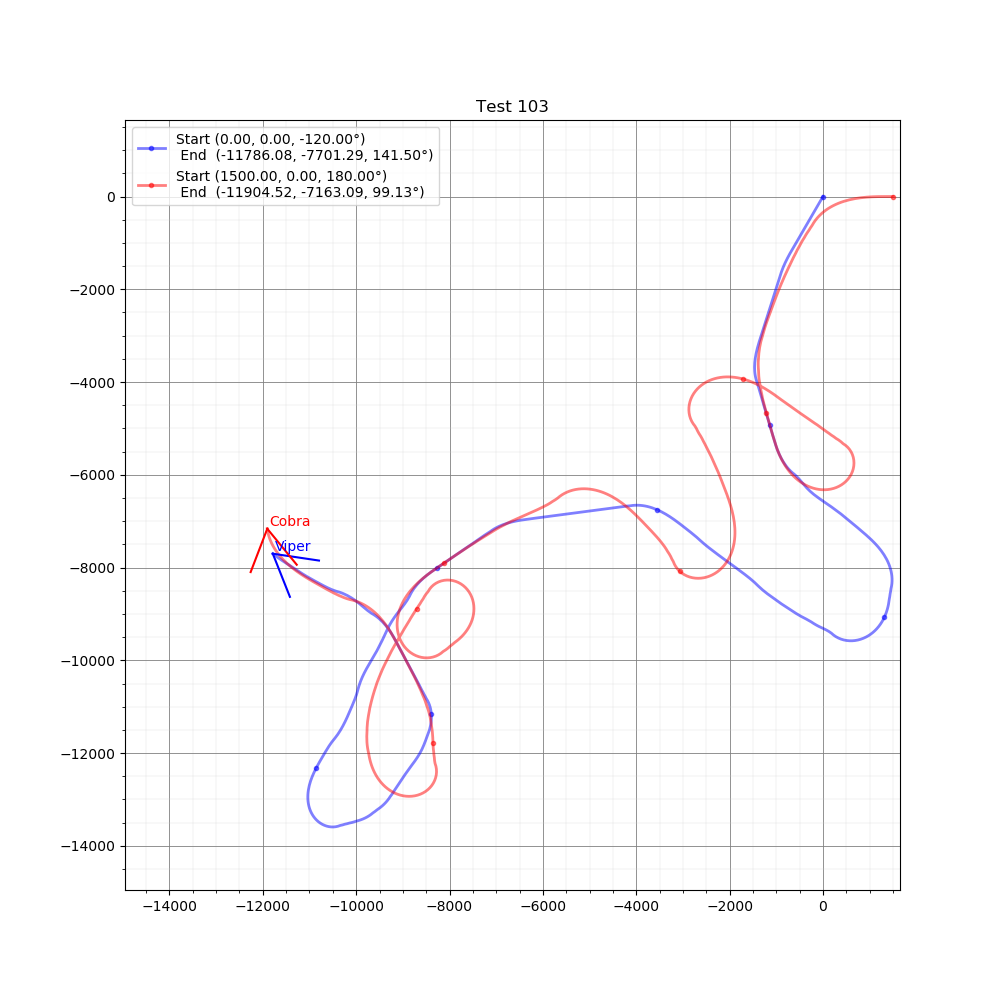 Test 103
Start (0.00, 0.00, -120.00°)
End  (-11786.08, -7701.29, 141.50°)
Start (1500.00, 0.00, 180.00°)
End  (-11904.52, -7163.09, 99.13°)
0
−2000
−4000
−6000
−8000
−10000
−12000
−14000
Cobra
Viper
−14000 −12000 −10000 −8000 −6000 −4000 −2000 0